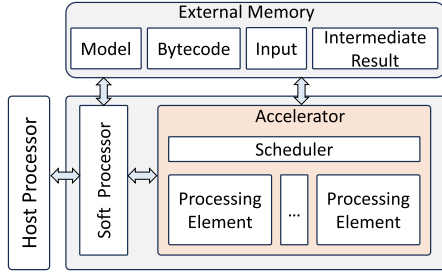 External Memory
Model
Bytecode
Input
Intermediate
Result
Host Processor
Soft Processor
Accelerator
Scheduler
Processing
Element
...
Processing
Element